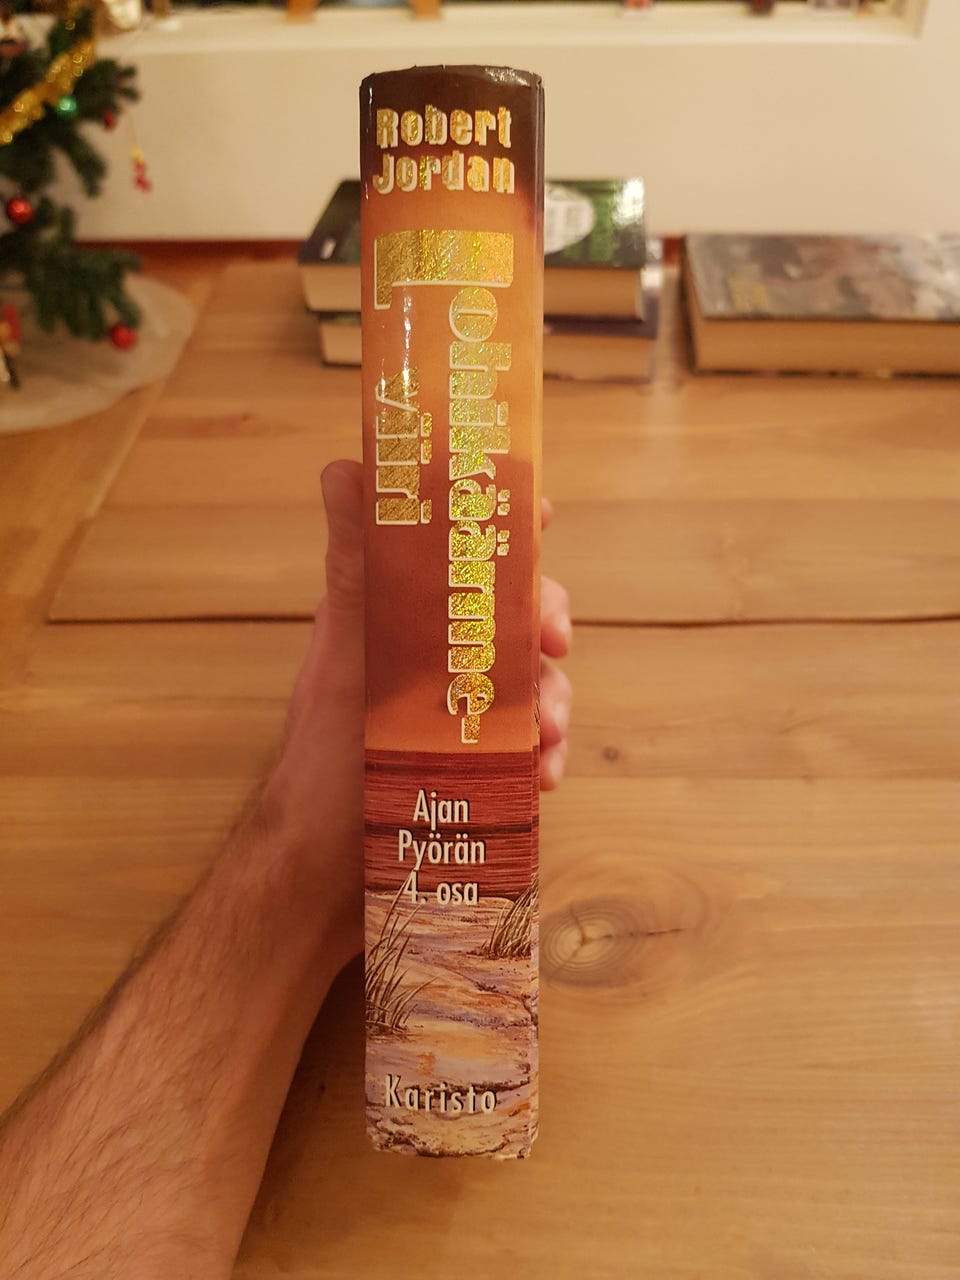 Robert
Jordan
Lohikäärme-
viiri
Ajan
Pyörän
4. osa
Karisto